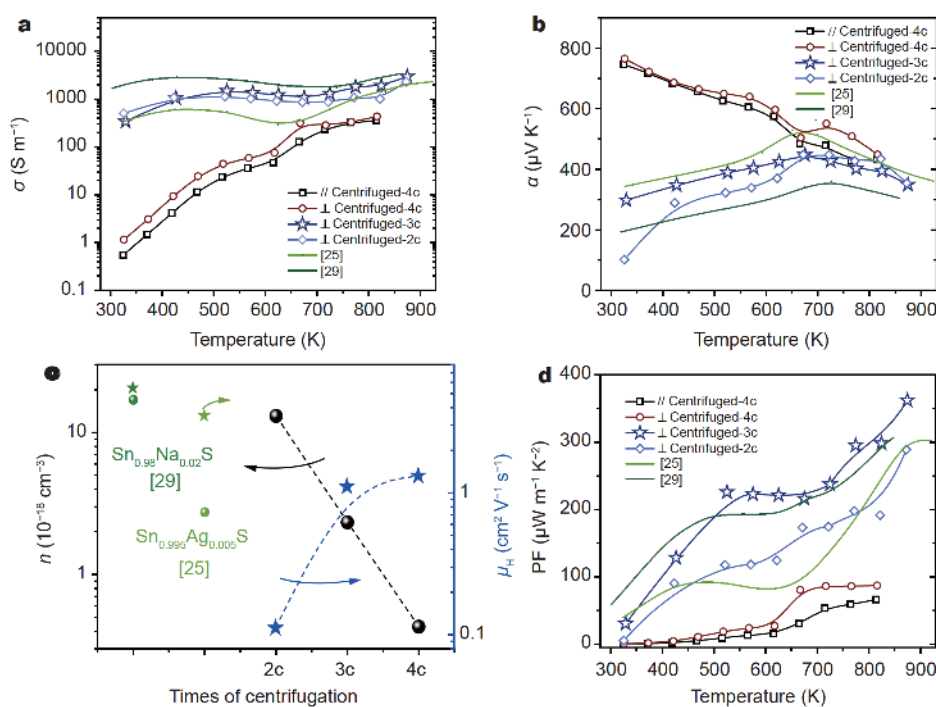 a
10000
1000
100
10
1
0.1
σ (S m⁻¹)
// Centrifuged-4c
⊥ Centrifuged-4c
⊥ Centrifuged-3c
⊥ Centrifuged-2c
[25]
[29]
300 400 500 600 700 800 900
Temperature (K)
b
800
600
400
200
0
α (μV K⁻¹)
// Centrifuged-4c
⊥ Centrifuged-4c
⊥ Centrifuged-3c
⊥ Centrifuged-2c
[25]
[29]
300 400 500 600 700 800 900
Temperature (K)
c
10
1
n (10⁻¹⁸ cm⁻³)
Sn₀.₉₈Na₀.₀₂S
[29]
Sn₀.₉₉₅Ag₀.₀₀₅S
[25]
1
0.1
μH (cm² V⁻¹ s⁻¹)
2c 3c 4c
Times of centrifugation
d
400
300
200
100
0
PF (μW m⁻¹ K⁻²)
// Centrifuged-4c
⊥ Centrifuged-4c
⊥ Centrifuged-3c
⊥ Centrifuged-2c
[25]
[29]
300 400 500 600 700 800 900
Temperature (K)